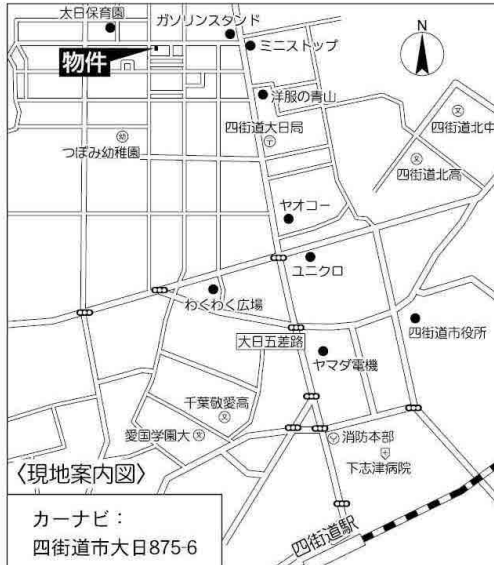 大日保育園
ガソリンスタンド
N
ミニストップ
物件
洋服の青山
文
四街道北中
四街道大日局
〒
幼
つぼみ幼稚園
文
四街道北高
ヤオコー
ユニクロ
わくわく広場
四街道市役所
大日五差路
ヤマダ電機
千葉敬愛高
文
愛国学園大
消防本部
下志津病院
〈現地案内図〉
四街道駅
カーナビ：
四街道市大日875-6